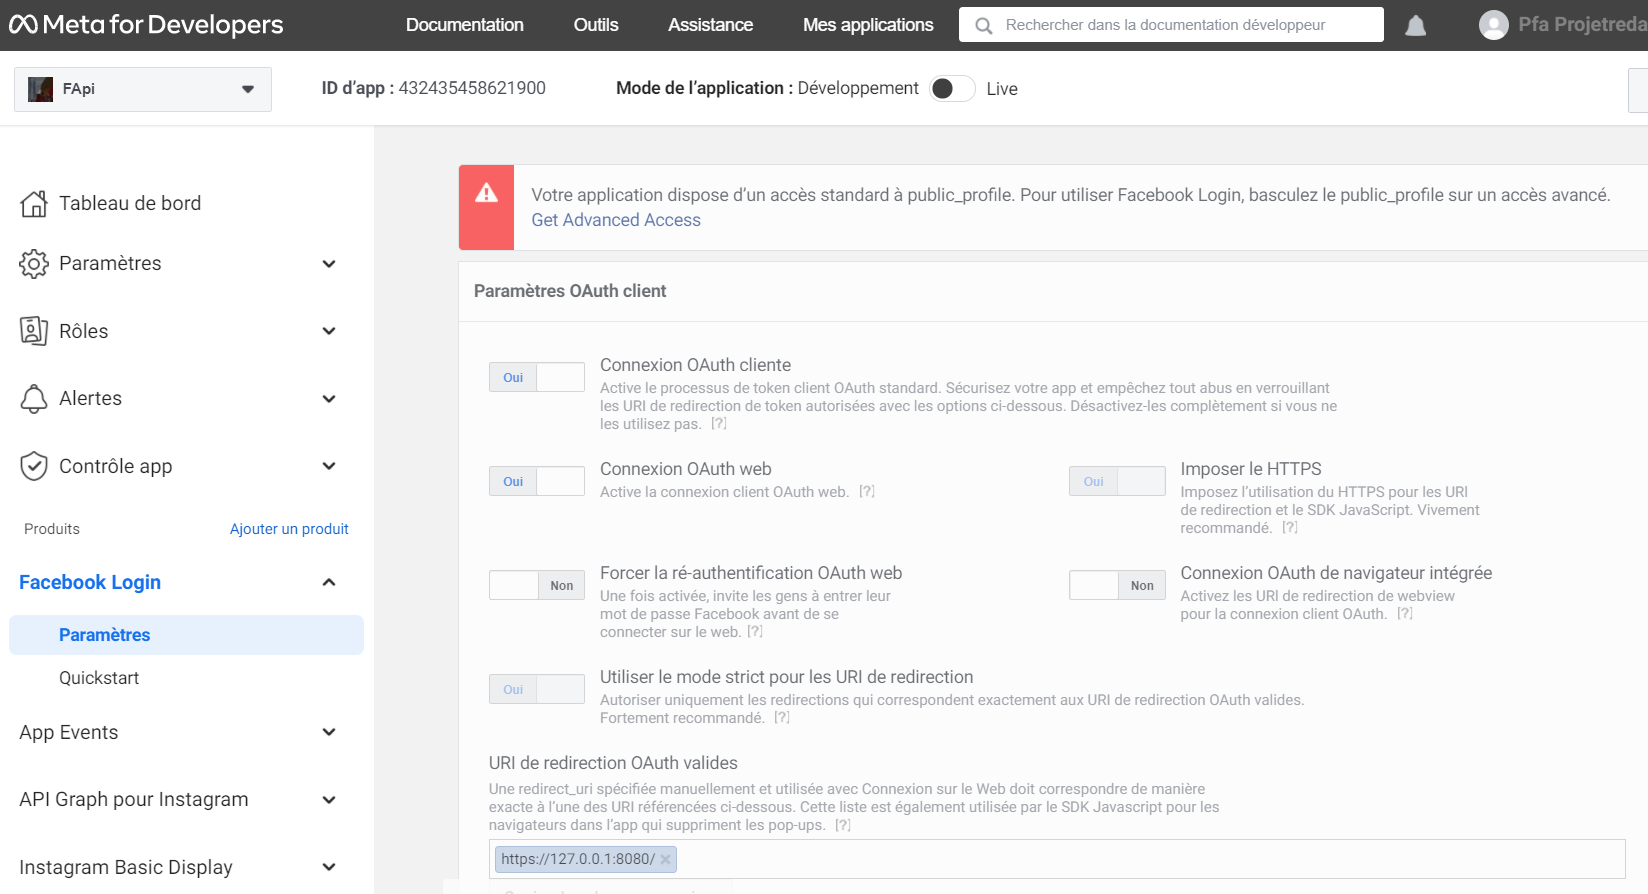 Meta for Developers
Documentation
Outils
Assistance
Mes applications
Rechercher dans la documentation développeur
Pfa Projetreda
FApi
ID d’app : 432435458621900
Mode de l’application : Développement
Live
Tableau de bord
Paramètres
Rôles
Alertes
Contrôle app
Produits
Ajouter un produit
Facebook Login
Paramètres
Quickstart
App Events
API Graph pour Instagram
Instagram Basic Display
Votre application dispose d’un accès standard à public_profile. Pour utiliser Facebook Login, basculez le public_profile sur un accès avancé.
Get Advanced Access
Paramètres OAuth client
Oui
Connexion OAuth cliente
Active le processus de token client OAuth standard. Sécurisez votre app et empêchez tout abus en verrouillant
les URI de redirection de token autorisées avec les options ci-dessous. Désactivez-les complètement si vous ne
les utilisez pas. [?]
Oui
Connexion OAuth web
Active la connexion client OAuth web. [?]
Oui
Imposer le HTTPS
Imposez l’utilisation du HTTPS pour les URI
de redirection et le SDK JavaScript. Vivement
recommandé. [?]
Non
Forcer la ré-authentification OAuth web
Une fois activée, invite les gens à entrer leur
mot de passe Facebook avant de se
connecter sur le web. [?]
Non
Connexion OAuth de navigateur intégrée
Activez les URI de redirection de webview
pour la connexion client OAuth. [?]
Oui
Utiliser le mode strict pour les URI de redirection
Autoriser uniquement les redirections qui correspondent exactement aux URI de redirection OAuth valides.
Fortement recommandé. [?]
URI de redirection OAuth valides
Une redirect_uri spécifiée manuellement et utilisée avec Connexion sur le Web doit correspondre de manière
exacte à l’une des URI référencées ci-dessous. Cette liste est également utilisée par le SDK Javascript pour les
navigateurs dans l’app qui suppriment les pop-ups. [?]
https://127.0.0.1:8080/